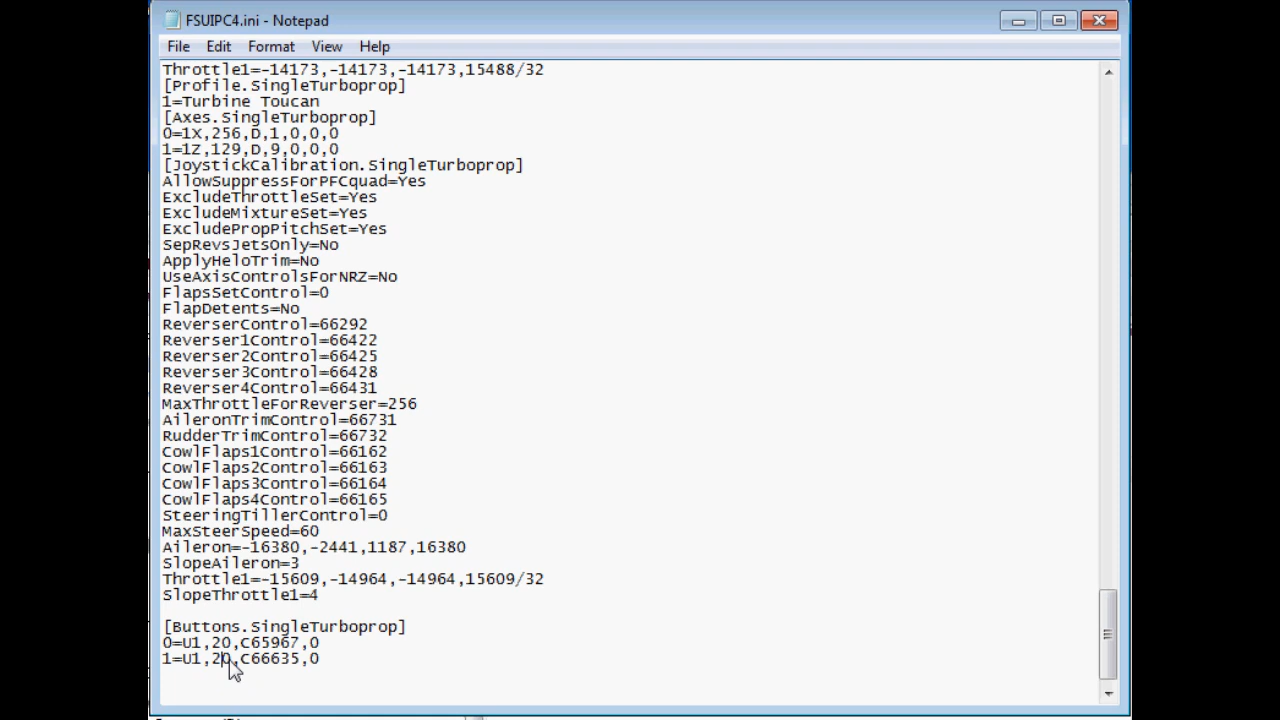 FSUIPC4.ini - Notepad
File Edit Format View Help
Throttle1=-14173,-14173,-14173,15488/32
[Profile.SingleTurboprop]
1=Turbine Toucan
[Axes.SingleTurboprop]
0=1X,256,D,1,0,0,0
1=1Z,129,D,9,0,0,0
[JoystickCalibration.SingleTurboprop]
AllowSuppressForPFCquad=Yes
ExcludeThrottleSet=Yes
ExcludeMixtureSet=Yes
ExcludePropPitchSet=Yes
SepRevsJetsOnly=No
ApplyHeloTrim=No
UseAxisControlsForNRZ=No
FlapsSetControl=0
FlapDetents=No
ReverserControl=66292
Reverser1Control=66422
Reverser2Control=66425
Reverser3Control=66428
Reverser4Control=66431
MaxThrottleForReverser=256
AileronTrimControl=66731
RudderTrimControl=66732
CowlFlaps1Control=66162
CowlFlaps2Control=66163
CowlFlaps3Control=66164
CowlFlaps4Control=66165
SteeringTillerControl=0
MaxSteerSpeed=60
Aileron=-16380,-2441,1187,16380
SlopeAileron=3
Throttle1=-15609,-14964,-14964,15609/32
SlopeThrottle1=4
[Buttons.SingleTurboprop]
0=U1,20,C65967,0
1=U1,20,C66635,0